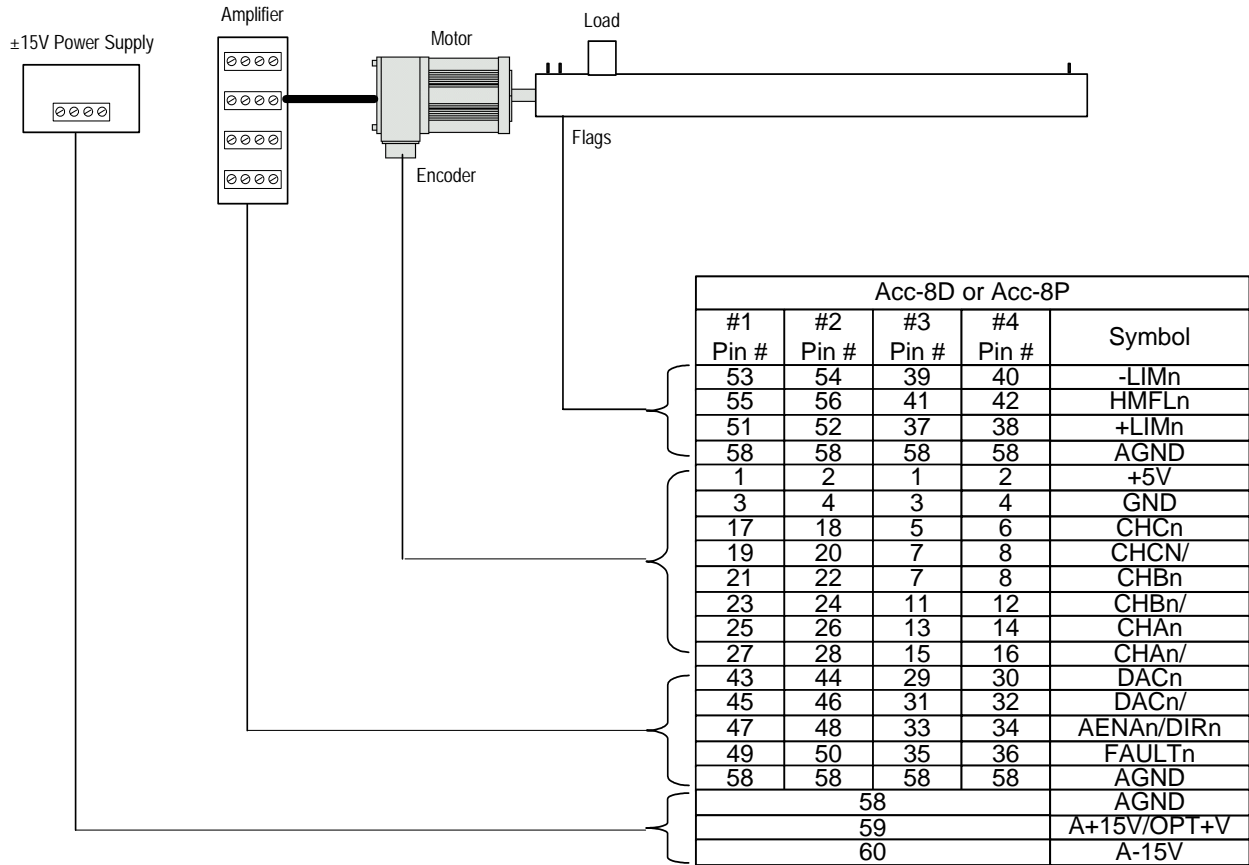 Amplifier
±15V Power Supply
Motor
Load
Flags
Encoder
Acc-8D or Acc-8P
#1 #2 #3 #4 Symbol
Pin # Pin # Pin # Pin #
53 54 39 40 -LIMn
55 56 41 42 HMFLn
51 52 37 38 +LIMn
58 58 58 58 AGND
1 2 1 2 +5V
3 4 3 4 GND
17 18 5 6 CHCn
19 20 7 8 CHCN/
21 22 7 8 CHBn
23 24 11 12 CHBn/
25 26 13 14 CHAn
27 28 15 16 CHAn/
43 44 29 30 DACn
45 46 31 32 DACn/
47 48 33 34 AENAn/DIRn
49 50 35 36 FAULTn
58 58 58 58 AGND
58 AGND
59 A+15V/OPT+V
60 A-15V